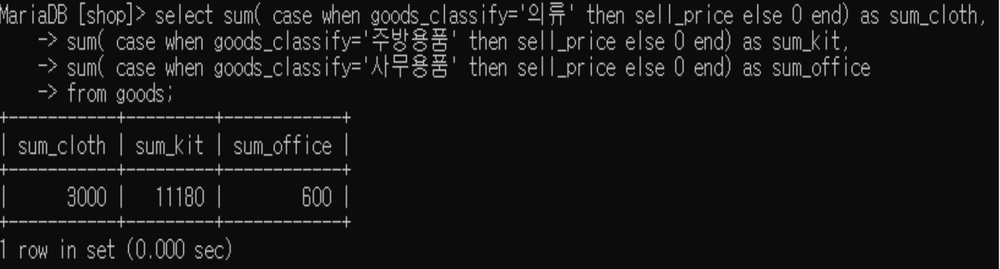 MariaDB [shop]> select sum( case when goods_classify='의류' then sell_price else 0 end) as sum_cloth,
    -> sum( case when goods_classify='주방용품' then sell_price else 0 end) as sum_kit,
    -> sum( case when goods_classify='사무용품' then sell_price else 0 end) as sum_office
    -> from goods;
+-----------+---------+------------+
| sum_cloth | sum_kit | sum_office |
+-----------+---------+------------+
|      3000 |   11180 |        600 |
+-----------+---------+------------+
1 row in set (0.000 sec)